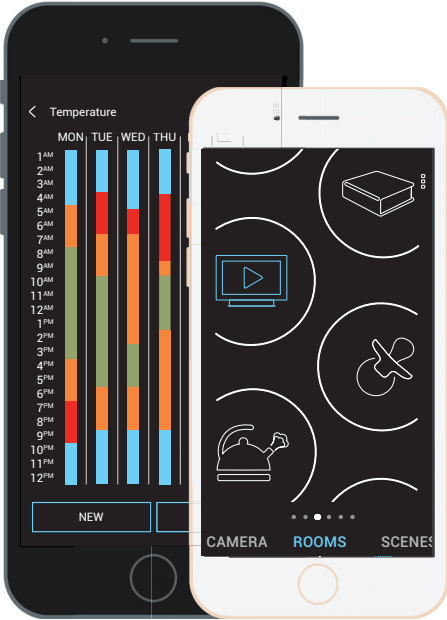 Temperature
MON TUE WED THU
1AM
2AM
3AM
4AM
5AM
6AM
7AM
8AM
9AM
10AM
11AM
12AM
1PM
2PM
3PM
4PM
5PM
6PM
7PM
8PM
9PM
10PM
11PM
12PM
NEW
CAMERA ROOMS SCENES